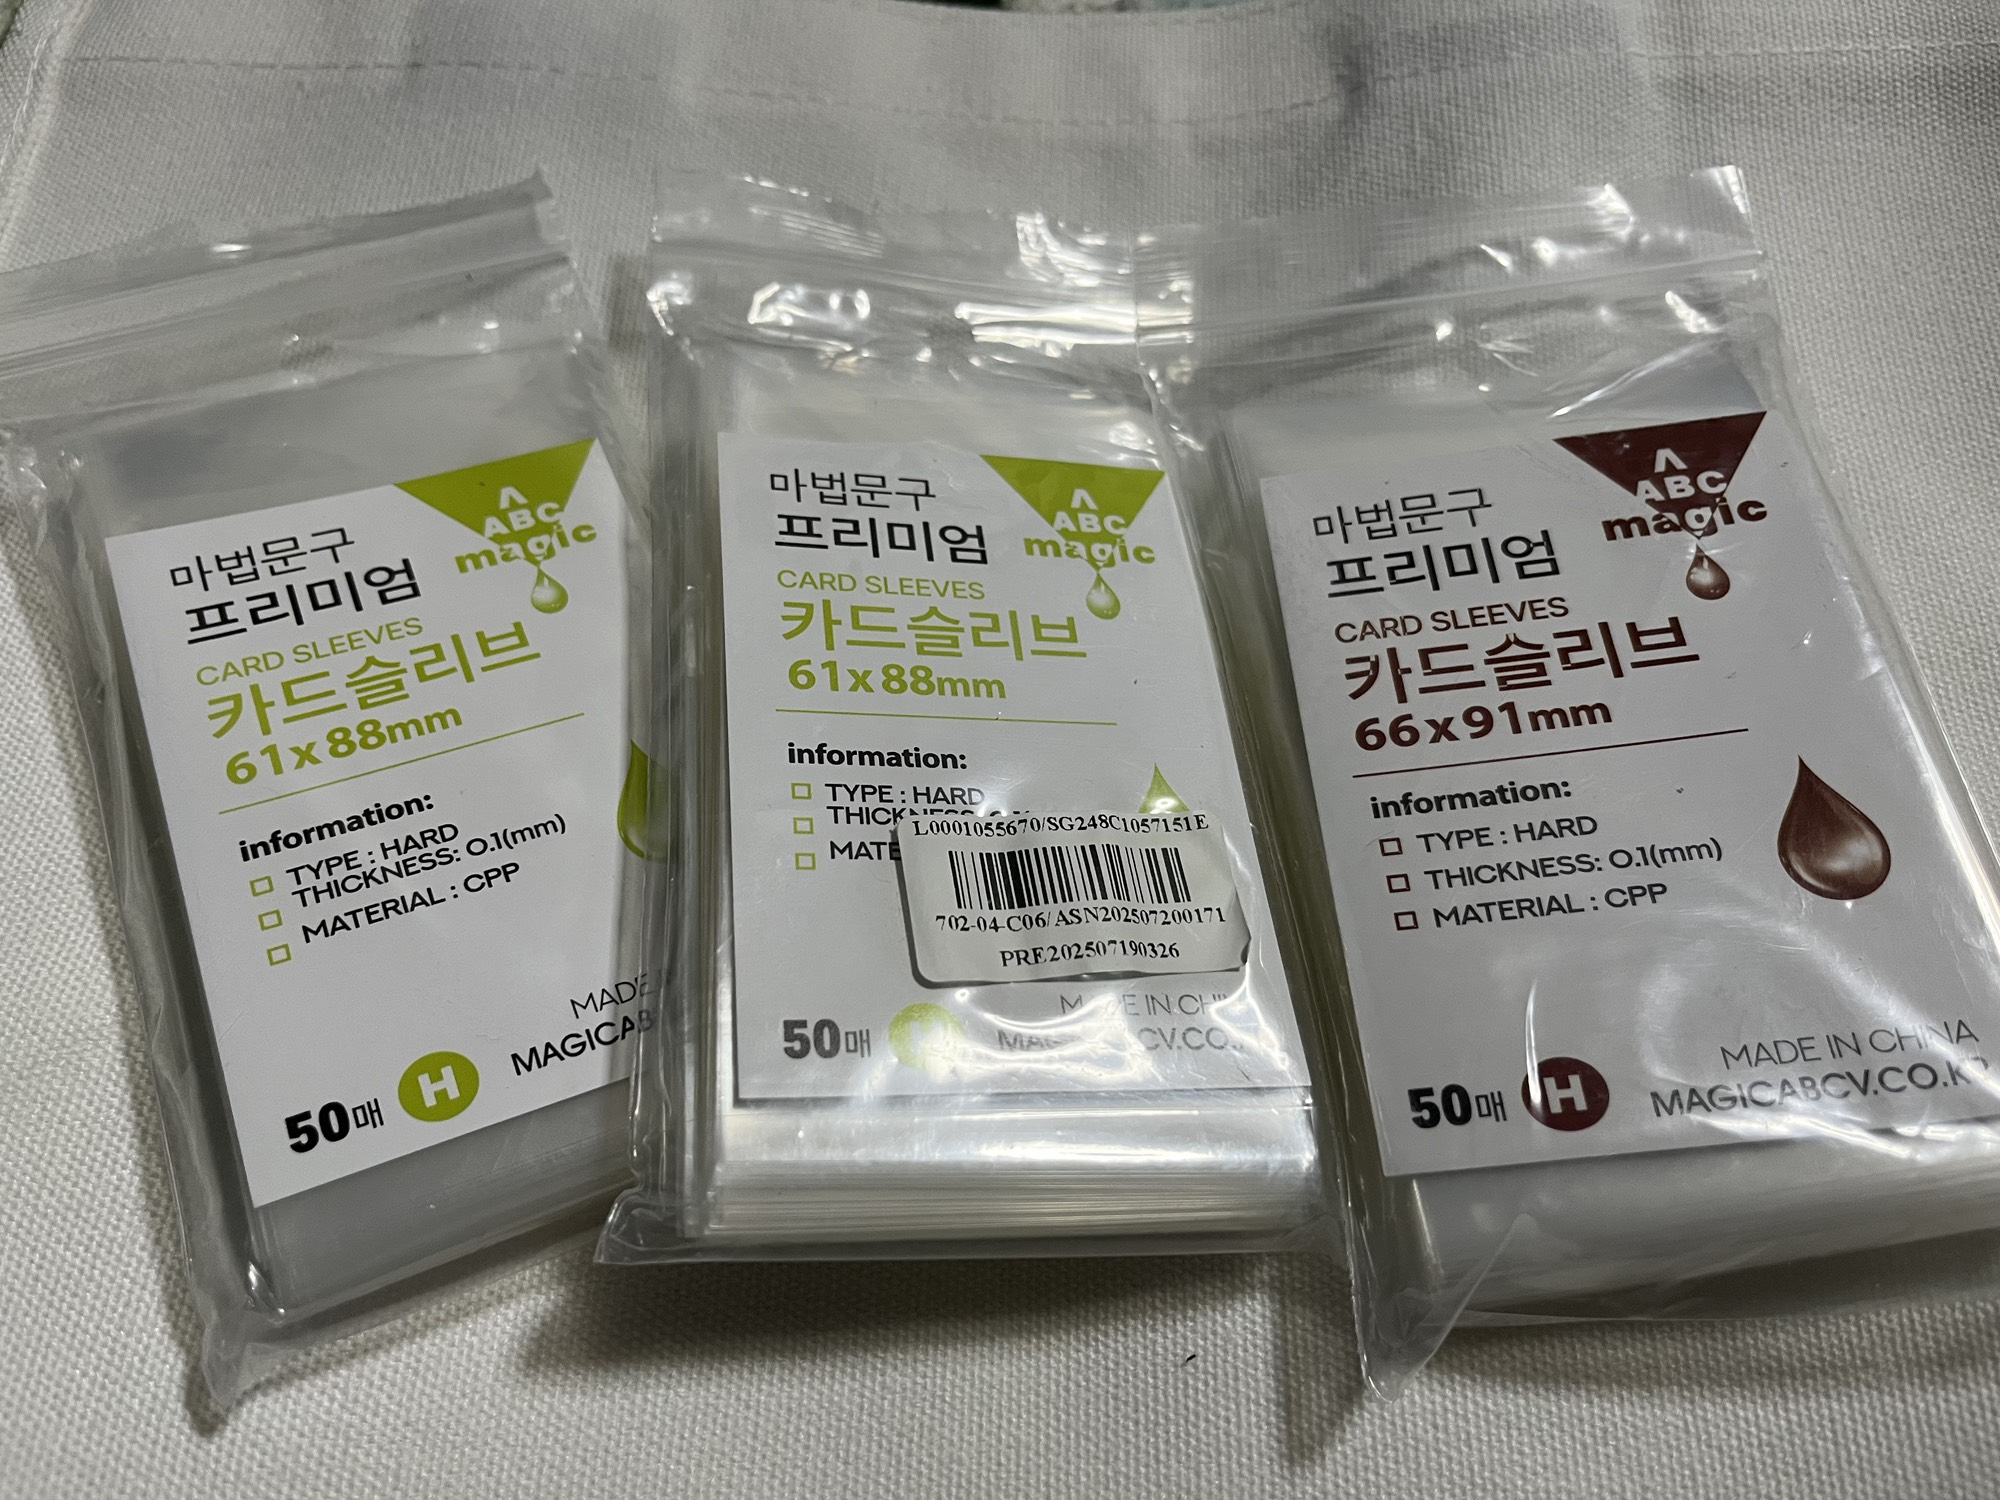 마법문구
프리미엄
CARD SLEEVES
카드슬리브
61x88mm
ABC
magic
information:
TYPE : HARD
THICKNESS: 0.1(mm)
MATERIAL : CPP
MADE
MAGICAB
50매
H
마법문구
프리미엄
CARD SLEEVES
카드슬리브
61x88mm
ABC
magic
information:
TYPE : HARD
L0001055670/SG248C1057151E
702-04-C06/ASN202507200171
PRE202507190326
50매
H
마법문구
프리미엄
CARD SLEEVES
카드슬리브
66x91mm
ABC
magic
information:
TYPE : HARD
THICKNESS: 0.1(mm)
MATERIAL : CPP
MADE IN CHINA
MAGICABCV.CO.K
50매
H